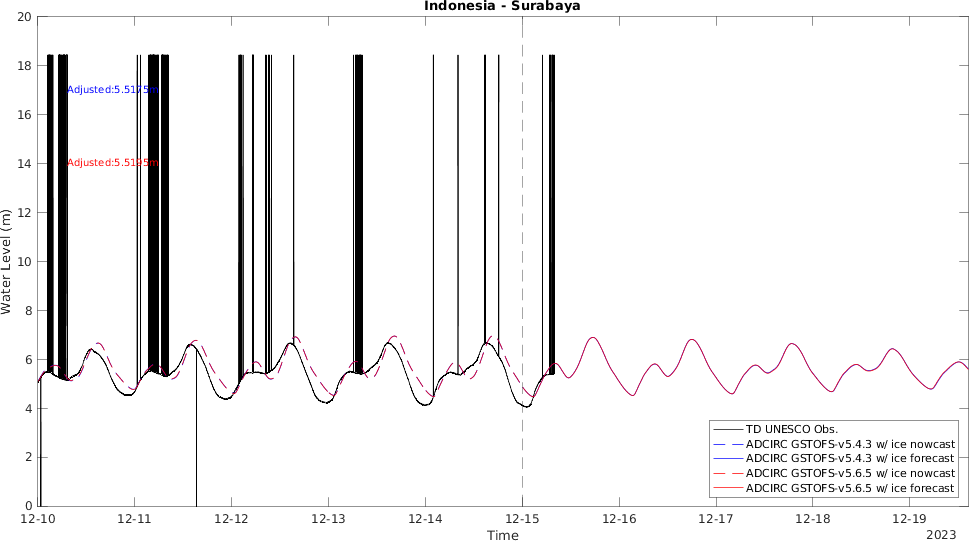 Indonesia - Surabaya
20
18
16
14
12
10
8
6
4
2
0
Water Level (m)
Adjusted:5.5175m
Adjusted:5.5195m
TD UNESCO Obs.
ADCIRC GSTOFS-v5.4.3 w/ ice nowcast
ADCIRC GSTOFS-v5.4.3 w/ ice forecast
ADCIRC GSTOFS-v5.6.5 w/ ice nowcast
ADCIRC GSTOFS-v5.6.5 w/ ice forecast
12-10 12-11 12-12 12-13 12-14 12-15 12-16 12-17 12-18 12-19
Time
2023